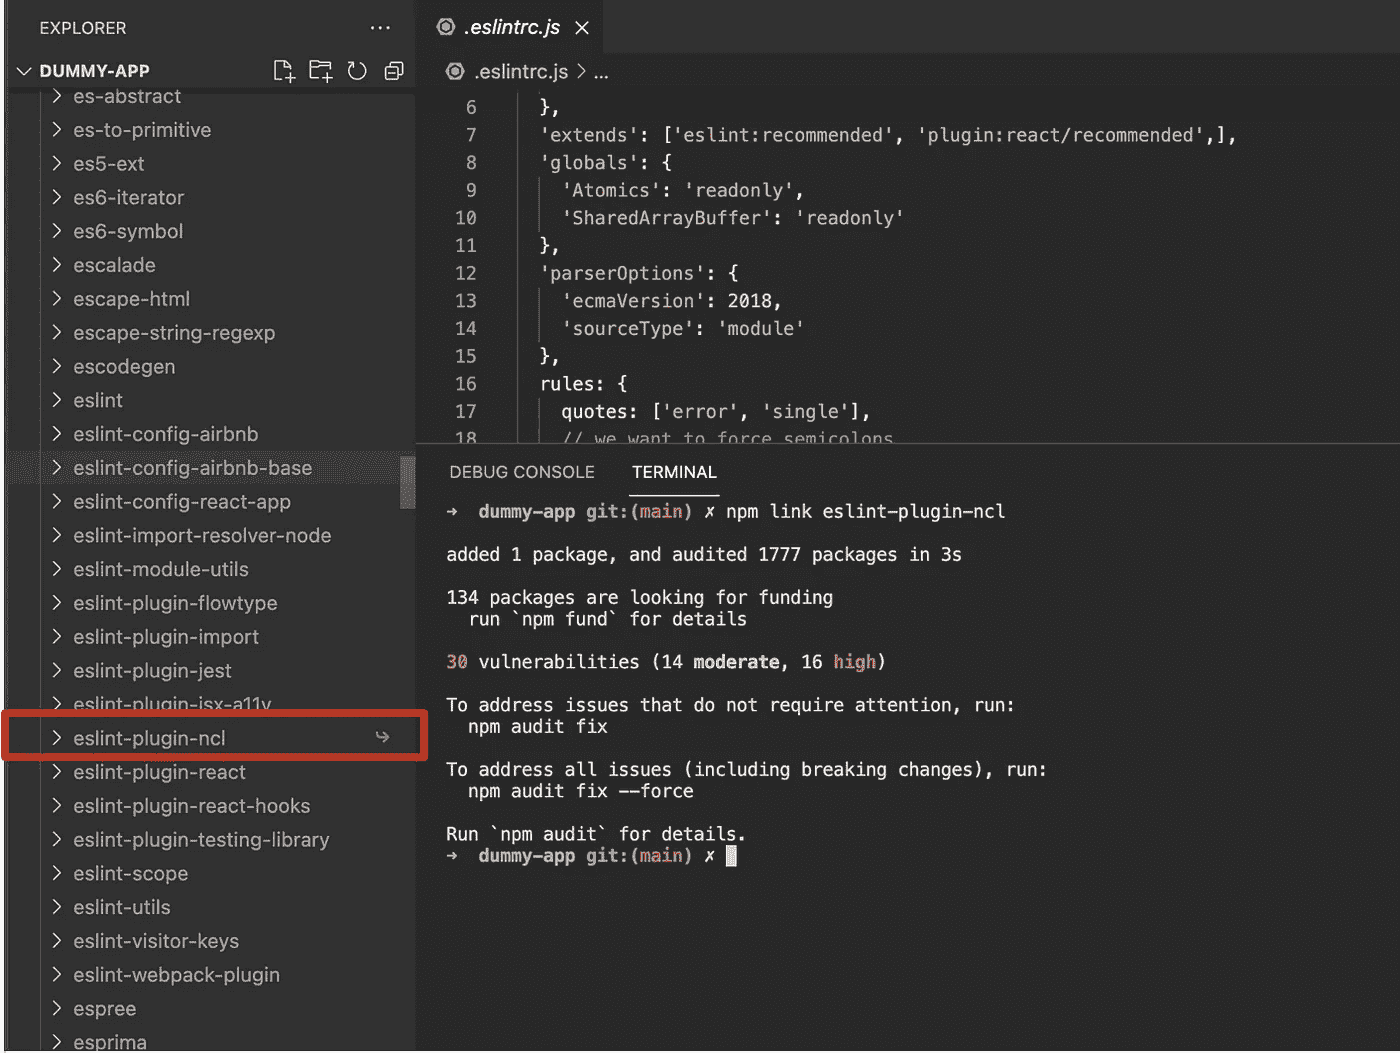 EXPLORER
DUMMY-APP
es-abstract
es-to-primitive
es5-ext
es6-iterator
es6-symbol
escalade
escape-html
escape-string-regexp
escodegen
eslint
eslint-config-airbnb
eslint-config-airbnb-base
eslint-config-react-app
eslint-import-resolver-node
eslint-module-utils
eslint-plugin-flowtype
eslint-plugin-import
eslint-plugin-jest
eslint-plugin-jsx-a11y
eslint-plugin-ncl
eslint-plugin-react
eslint-plugin-react-hooks
eslint-plugin-testing-library
eslint-scope
eslint-utils
eslint-visitor-keys
eslint-webpack-plugin
espree
esprima
.eslintrc.js
.eslintrc.js > ...
6 },
7 'extends': ['eslint:recommended', 'plugin:react/recommended',],
8 'globals': {
9 'Atomics': 'readonly',
10 'SharedArrayBuffer': 'readonly'
11 },
12 'parserOptions': {
13 'ecmaVersion': 2018,
14 'sourceType': 'module'
15 },
16 rules: {
17 quotes: ['error', 'single'],
18 // we want to force semicolons
DEBUG CONSOLE TERMINAL
→ dummy-app git:(main) ✗ npm link eslint-plugin-ncl
added 1 package, and audited 1777 packages in 3s
134 packages are looking for funding
run `npm fund` for details
30 vulnerabilities (14 moderate, 16 high)
To address issues that do not require attention, run:
npm audit fix
To address all issues (including breaking changes), run:
npm audit fix --force
Run `npm audit` for details.
→ dummy-app git:(main) ✗